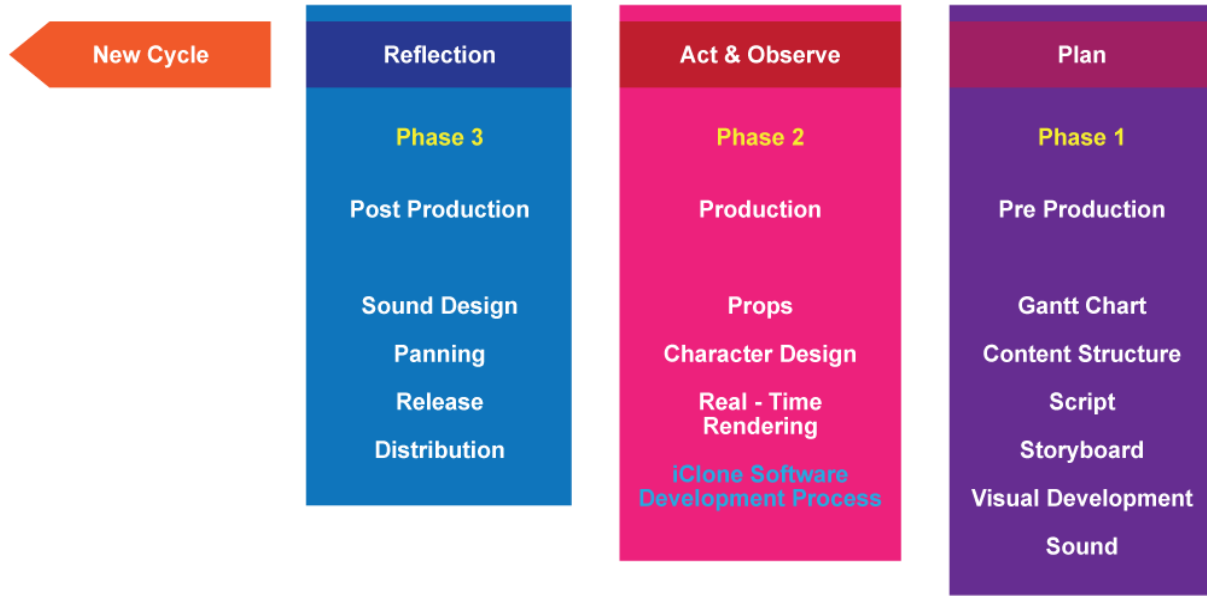 New Cycle
Reflection
Phase 3
Post Production
Sound Design
Panning
Release
Distribution
Act & Observe
Phase 2
Production
Props
Character Design
Real - Time
Rendering
iClone Software
Development Process
Plan
Phase 1
Pre Production
Gantt Chart
Content Structure
Script
Storyboard
Visual Development
Sound